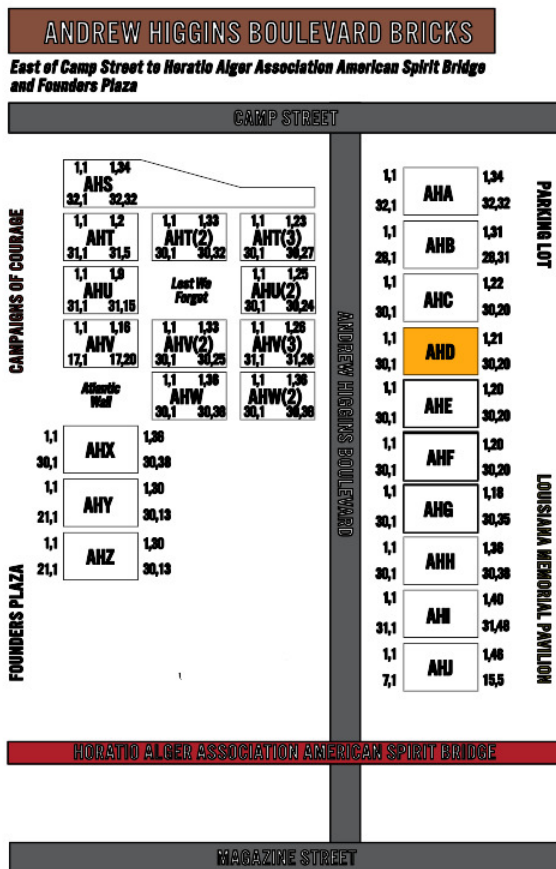 ANDREW HIGGINS BOULEVARD BRICKS
East of Camp Street to Horatio Alger Association American Spirit Bridge
and Founders Plaza
CAMP STREET
1,1 1,34
AHS
32,1 32,32
1,1 1,2
AHT
31,1 31,5
1,1 1,33
AHT(2)
30,1 30,32
1,1 1,23
AHT(3)
30,1 30,27
1,1 1,9
AHU
31,1 31,15
Lest We
Forget
1,1 1,25
AHU(2)
30,1 30,24
1,1 1,16
AHV
17,1 17,20
1,1 1,33
AHV(2)
30,1 30,25
1,1 1,26
AHV(3)
31,1 31,26
Atlantic
Wall
1,1 1,36
AHW
30,1 30,36
1,1 1,36
AHW(2)
30,1 30,36
1,1 1,36
AHX
30,1 30,38
1,1 1,30
AHY
21,1 30,13
1,1 1,30
AHZ
21,1 30,13
CAMPAIGNS OF COURAGE
FOUNDERS PLAZA
ANDREW HIGGINS BOULEVARD
1,1 1,34
AHA
32,1 32,32
1,1 1,31
AHB
28,1 28,31
1,1 1,22
AHC
30,1 30,20
1,1 1,21
AHD
30,1 30,20
1,1 1,20
AHE
30,1 30,20
1,1 1,20
AHF
30,1 30,20
1,1 1,18
AHG
30,1 30,35
1,1 1,36
AHH
30,1 30,36
1,1 1,40
AHI
31,1 31,48
1,1 1,46
AHJ
7,1 15,5
PARKING LOT
LOUISIANA MEMORIAL PAVILION
HORATIO ALGER ASSOCIATION AMERICAN SPIRIT BRIDGE
MAGAZINE STREET